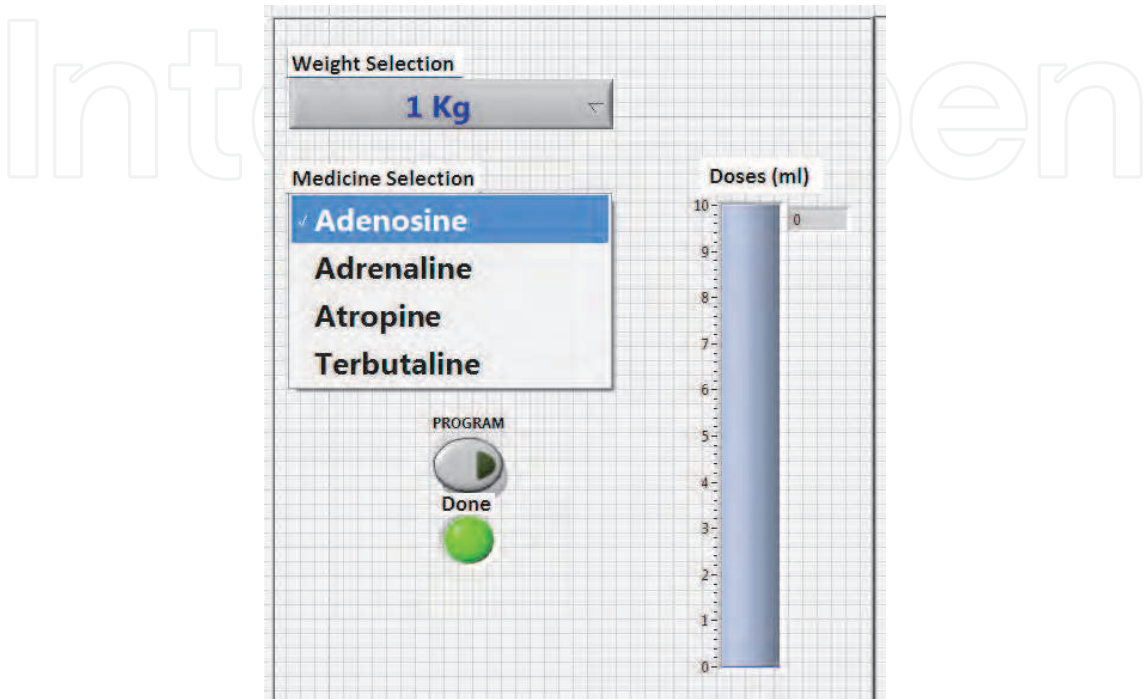 IntechOpen
Weight Selection
1 Kg
Medicine Selection
Adenosine
Adrenaline
Atropine
Terbutaline
PROGRAM
Done
Doses (ml)
10
0
9
8
7
6
5
4
3
2
1
0